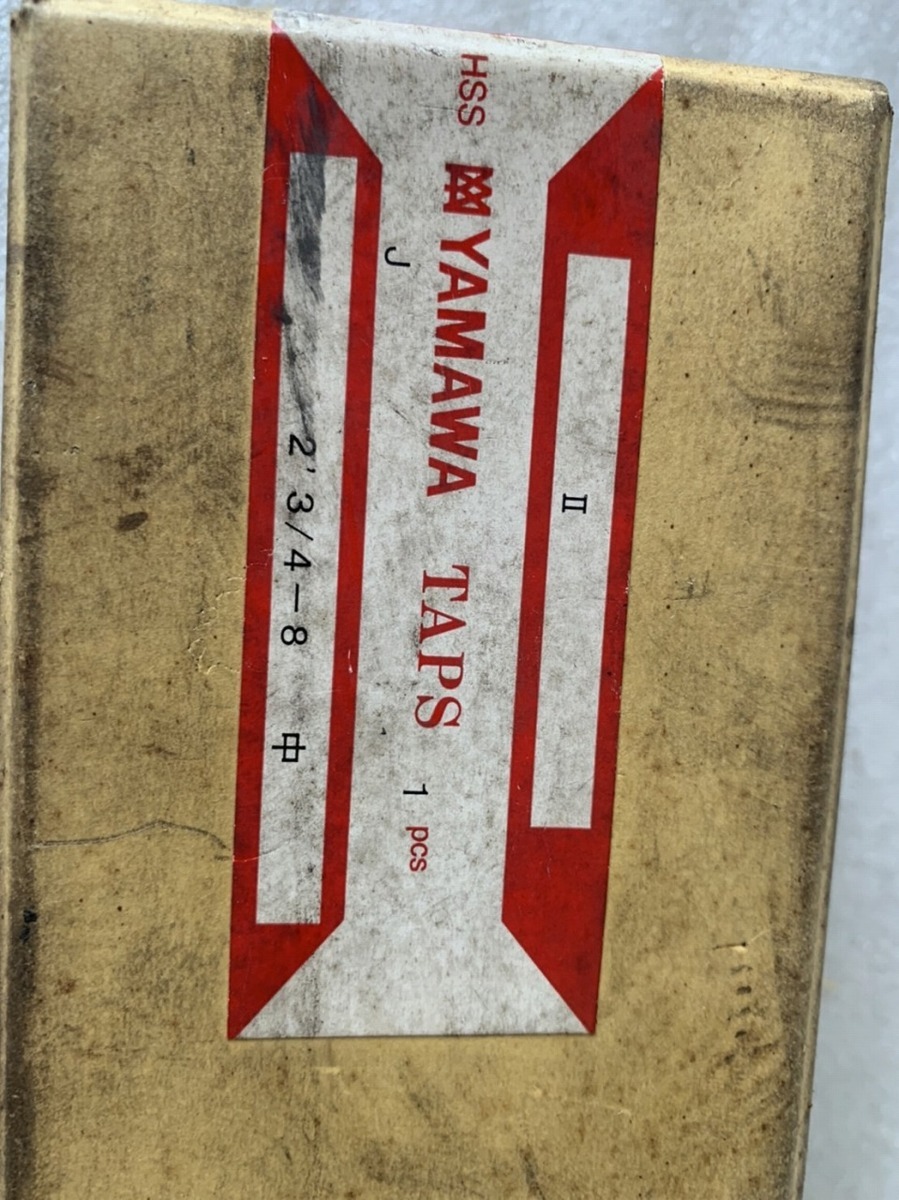 II
HSS YAMAWA TAPS 1 pcs
J
2' 3/4-8 中